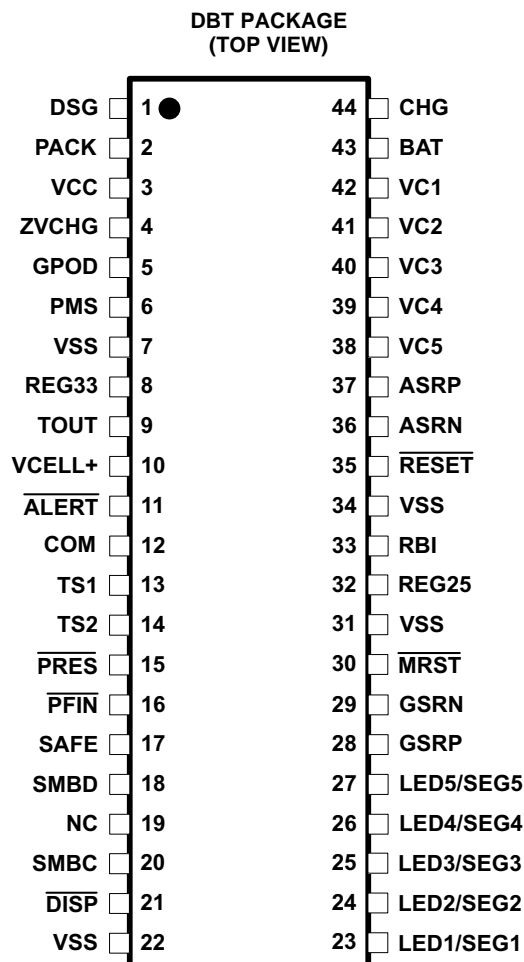 DBT PACKAGE
(TOP VIEW)
DSG 1 44 CHG
PACK 2 43 BAT
VCC 3 42 VC1
ZVCHG 4 41 VC2
GPOD 5 40 VC3
PMS 6 39 VC4
VSS 7 38 VC5
REG33 8 37 ASRP
TOUT 9 36 ASRN
VCELL+ 10 35 RESET
ALERT 11 34 VSS
COM 12 33 RBI
TS1 13 32 REG25
TS2 14 31 VSS
PRES 15 30 MRST
PFIN 16 29 GSRN
SAFE 17 28 GSRP
SMBD 18 27 LED5/SEG5
NC 19 26 LED4/SEG4
SMBC 20 25 LED3/SEG3
DISP 21 24 LED2/SEG2
VSS 22 23 LED1/SEG1